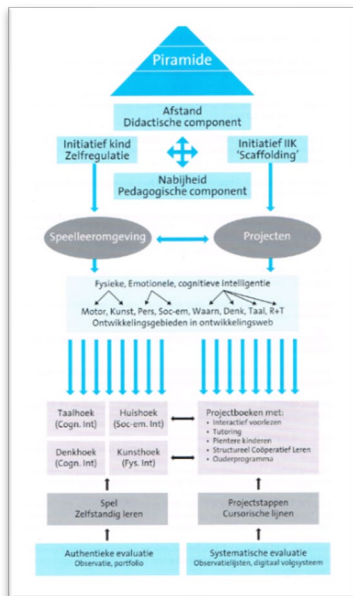 Piramide
Afstand
Didactische component
Initiatief kind
Zelfregulatie
Initiatief IIK
'Scaffolding'
Nabijheid
Pedagogische component
Speelleeromgeving
Projecten
Fysieke, Emotionele, cognitieve intelligentie
Motor, Kunst, Pers, Soc-em, Waarn, Denk, Taal, R+T
Ontwikkelingsgebieden in ontwikkelingsweb
Taalhoek
(Cogn. Int)
Huishoek
(Soc-em. Int)
Denkhoek
(Cogn. Int)
Kunsthoek
(Fys. Int)
Projectboeken met:
• Interactief voorlezen
• Tutoring
• Pientere kinderen
• Structureel Coöperatief Leren
• Ouderprogramma
Spel
Zelfstandig leren
Projectstappen
Cursorische lijnen
Authentieke evaluatie
Observatie, portfolio
Systematische evaluatie
Observatielijsten, digitaal volgsysteem